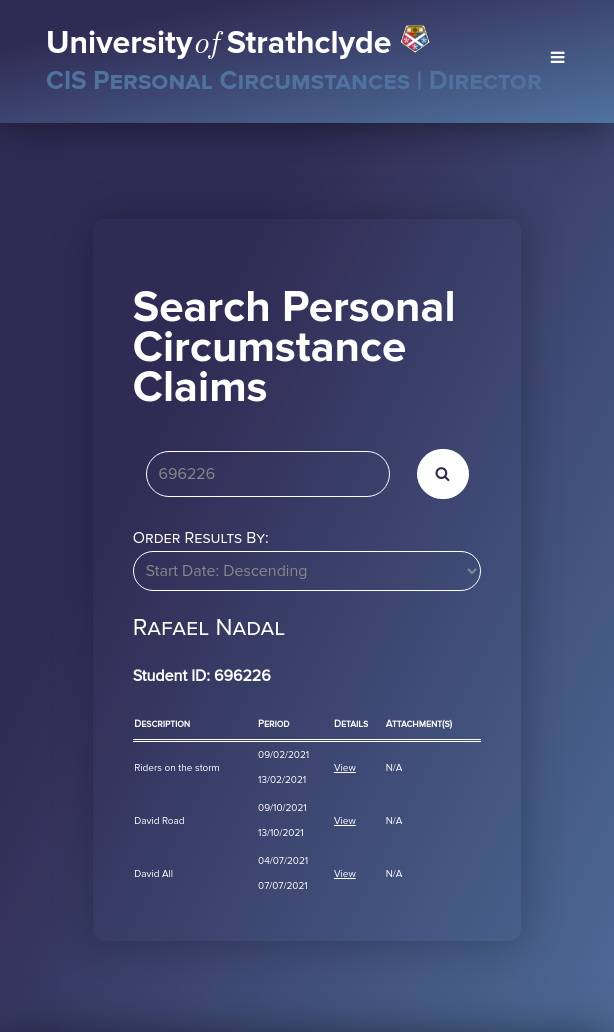 University of Strathclyde
CIS Personal Circumstances | Director
Search Personal
Circumstance
Claims
696226
Order Results By:
Start Date: Descending
Rafael Nadal
Student ID: 696226
Description Period Details Attachment(s)
09/02/2021
Riders on the storm View N/A
13/02/2021
09/10/2021
David Road View N/A
13/10/2021
04/07/2021
David All View N/A
07/07/2021